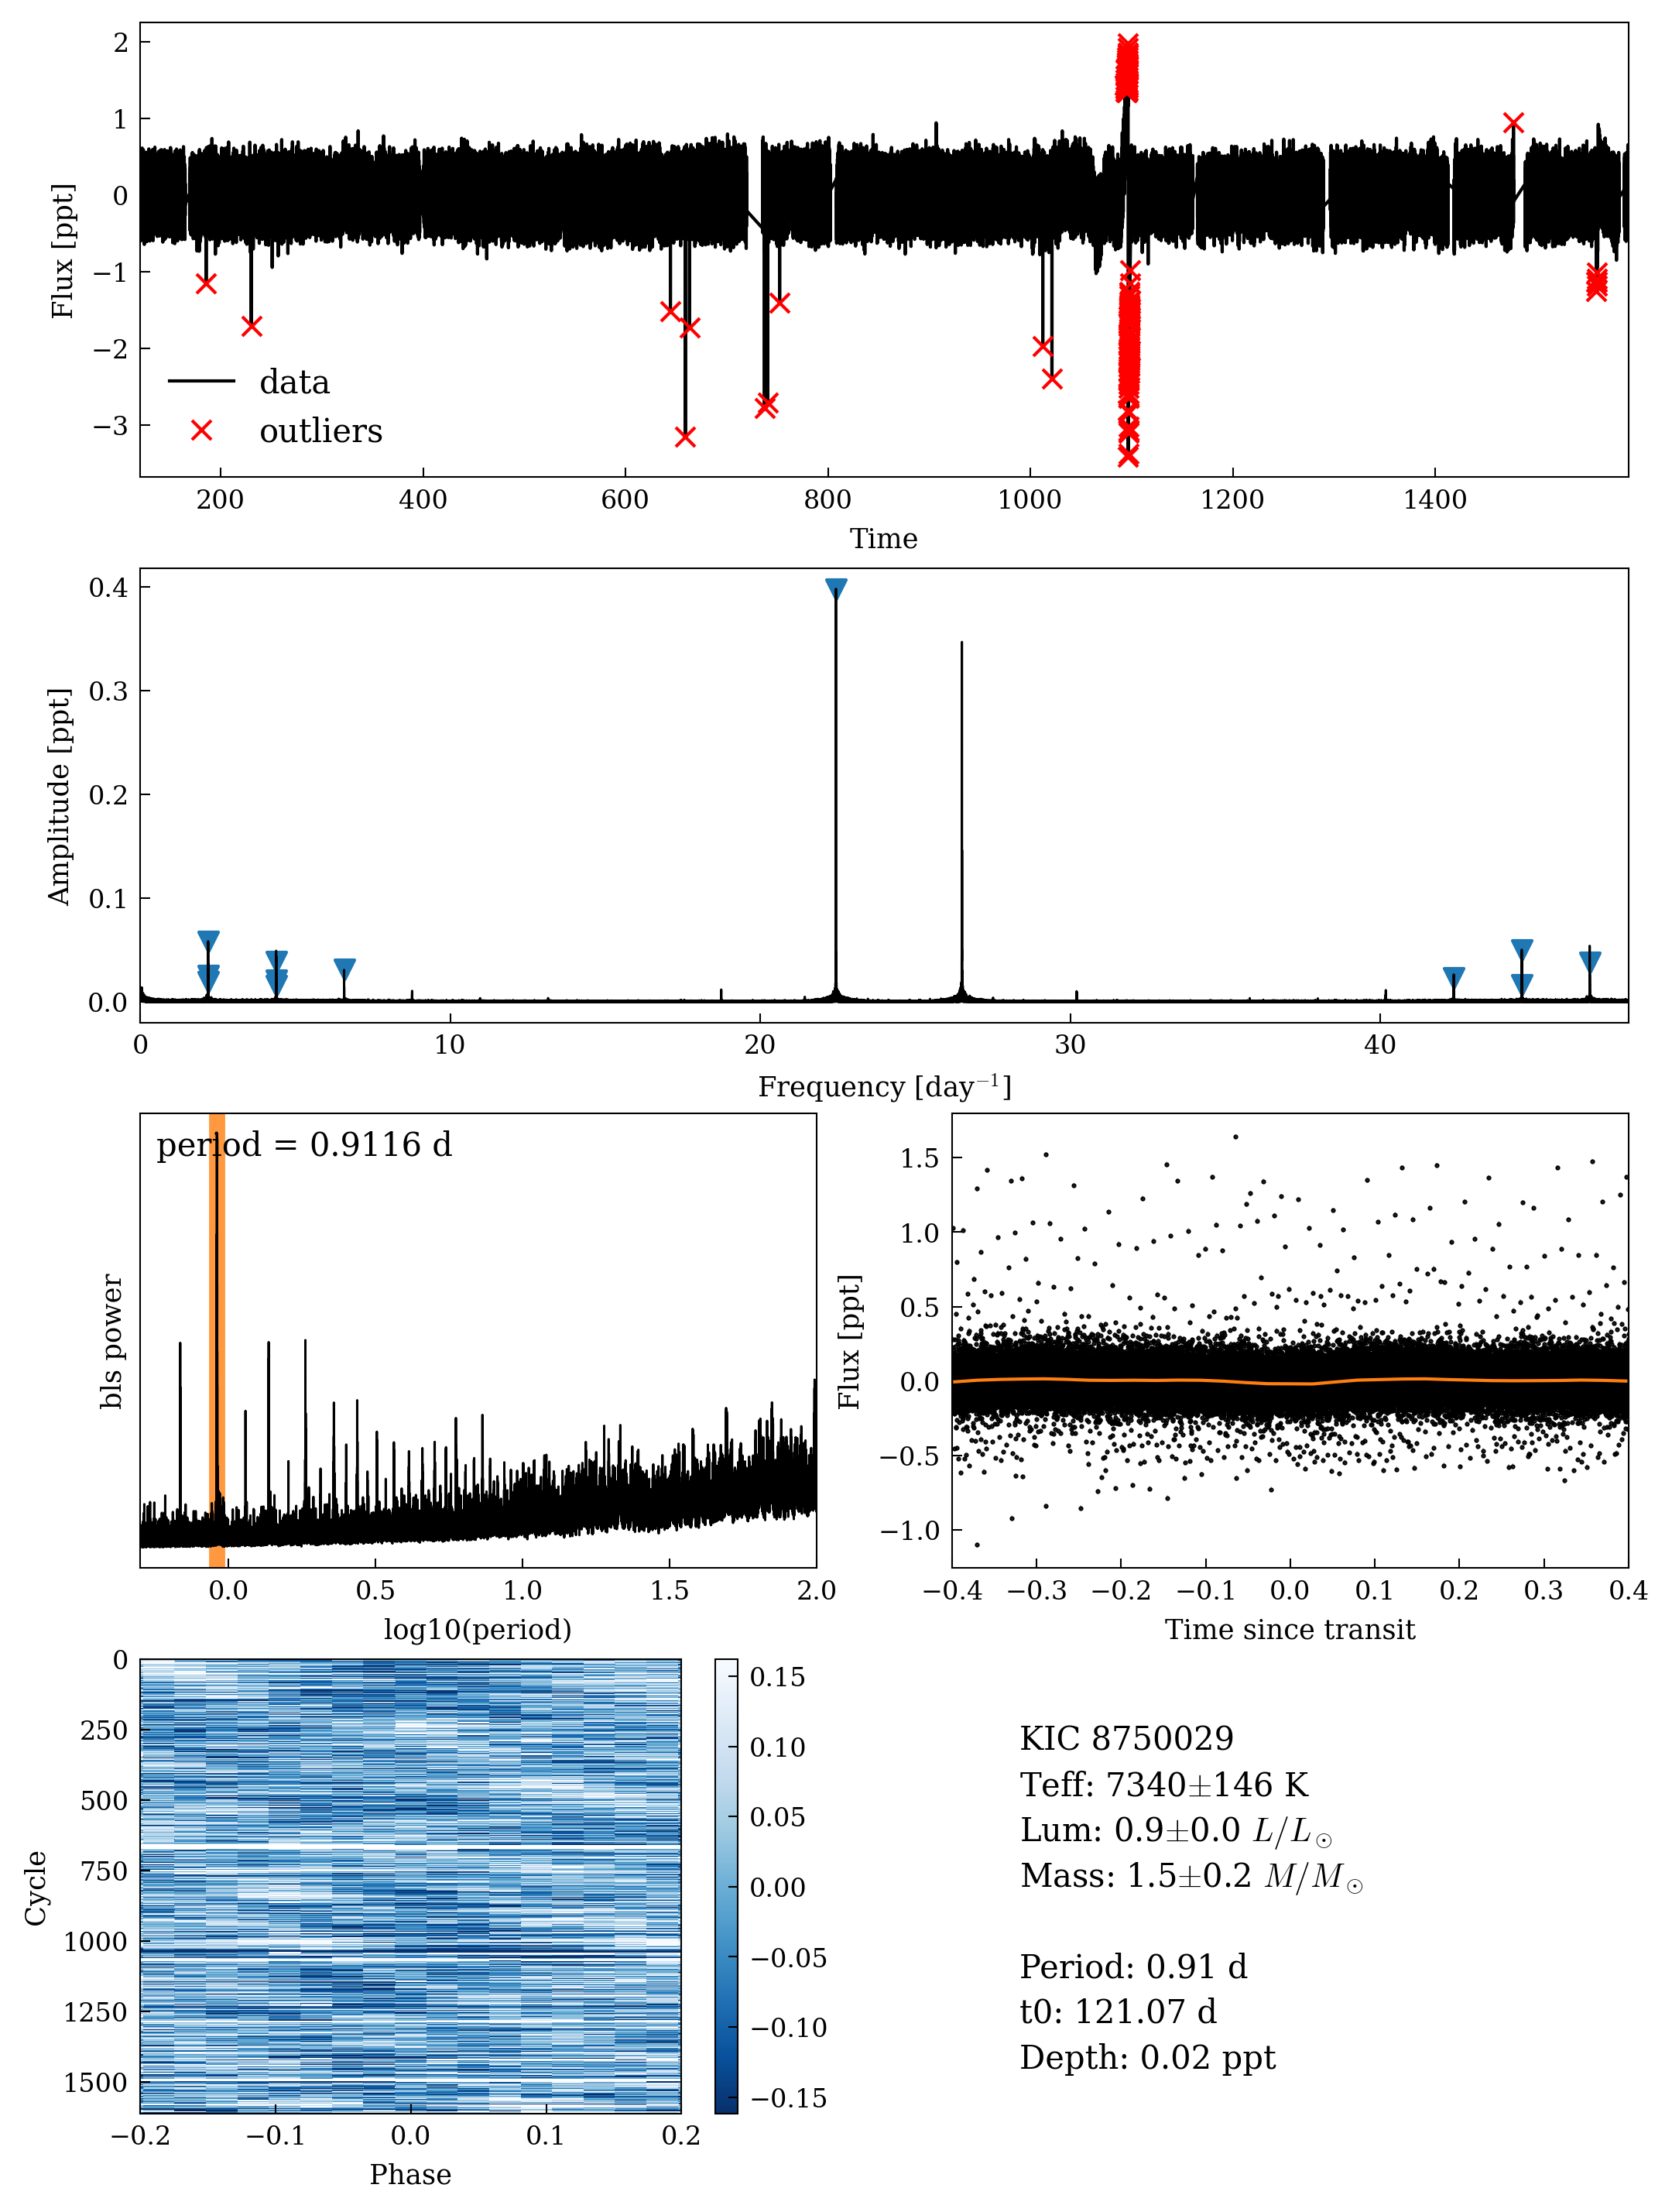 2
1
0
−1
−2
−3
Flux [ppt]
data
outliers
200 400 600 800 1000 1200 1400
Time
0.4
0.3
0.2
0.1
0.0
Amplitude [ppt]
0 10 20 30 40
Frequency [day⁻¹]
period = 0.9116 d
bls power
0.0 0.5 1.0 1.5 2.0
log10(period)
1.5
1.0
0.5
0.0
−0.5
−1.0
Flux [ppt]
−0.4 −0.3 −0.2 −0.1 0.0 0.1 0.2 0.3 0.4
Time since transit
0
250
500
750
1000
1250
1500
Cycle
−0.2 −0.1 0.0 0.1 0.2
Phase
0.15
0.10
0.05
0.00
−0.05
−0.10
−0.15
KIC 8750029
Teff: 7340±146 K
Lum: 0.9±0.0 L/L⊙
Mass: 1.5±0.2 M/M⊙
Period: 0.91 d
t0: 121.07 d
Depth: 0.02 ppt